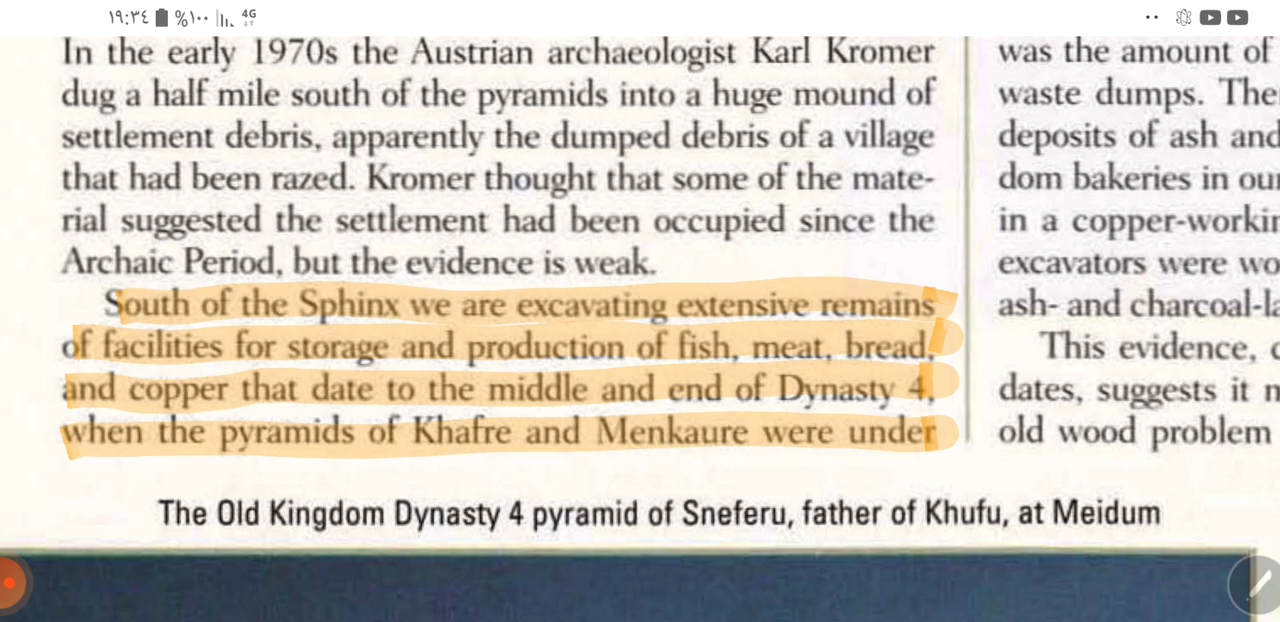 ١٩:٣٤ %١٠٠ 4G
In the early 1970s the Austrian archaeologist Karl Kromer
dug a half mile south of the pyramids into a huge mound of
settlement debris, apparently the dumped debris of a village
that had been razed. Kromer thought that some of the mate-
rial suggested the settlement had been occupied since the
Archaic Period, but the evidence is weak.
South of the Sphinx we are excavating extensive remains
of facilities for storage and production of fish, meat, bread,
and copper that date to the middle and end of Dynasty 4,
when the pyramids of Khafre and Menkaure were under
was the amount of
waste dumps. The
deposits of ash and
dom bakeries in our
in a copper-workin
excavators were wo
ash- and charcoal-la
This evidence,
dates, suggests it
old wood problem
The Old Kingdom Dynasty 4 pyramid of Sneferu, father of Khufu, at Meidum